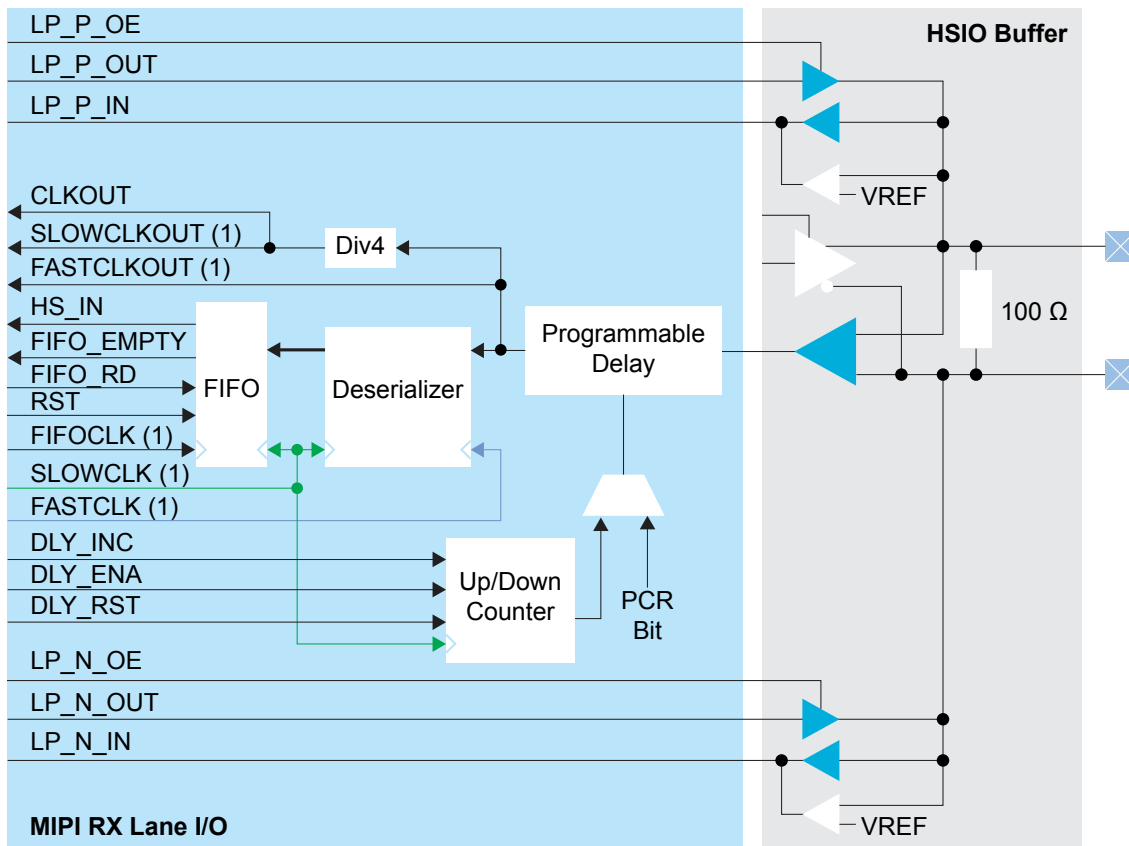 LP_P_OE
HSIO Buffer
LP_P_OUT
LP_P_IN
VREF
CLKOUT
SLOWCLKOUT (1)
Div4
FASTCLKOUT (1)
HS_IN
FIFO_EMPTY
FIFO_RD
RST
FIFOCLK (1)
SLOWCLK (1)
FASTCLK (1)
FIFO
Deserializer
Programmable
Delay
100 Ω
DLY_INC
DLY_ENA
DLY_RST
Up/Down
Counter
PCR
Bit
LP_N_OE
LP_N_OUT
LP_N_IN
VREF
MIPI RX Lane I/O